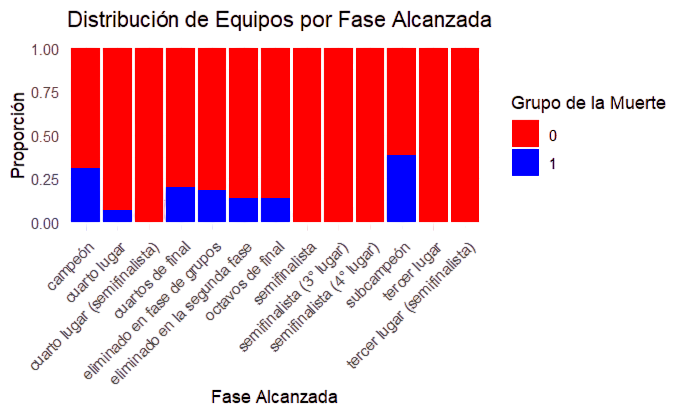 Distribución de Equipos por Fase Alcanzada
Proporción
1.00
0.75
0.50
0.25
0.00
campeón
cuarto lugar
cuarto lugar (semifinalista)
cuartos de final
eliminado en fase de grupos
eliminado en la segunda fase
octavos de final
semifinalista
semifinalista (3° lugar)
semifinalista (4° lugar)
subcampeón
tercer lugar
tercer lugar (semifinalista)
Fase Alcanzada
Grupo de la Muerte
0
1